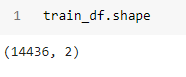 1 train_df.shape
(14436, 2)